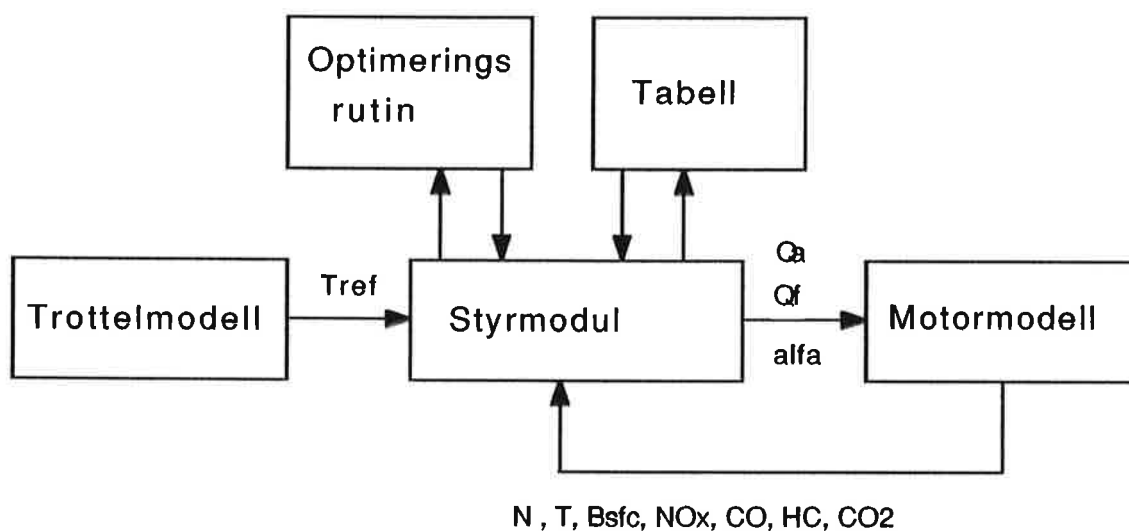 Optimerings
rutin
Tabell
Trottelmodell
Tref
Styrmodul
Qa
Qf
alfa
Motormodell
N , T, Bsfc, NOx, CO, HC, CO2